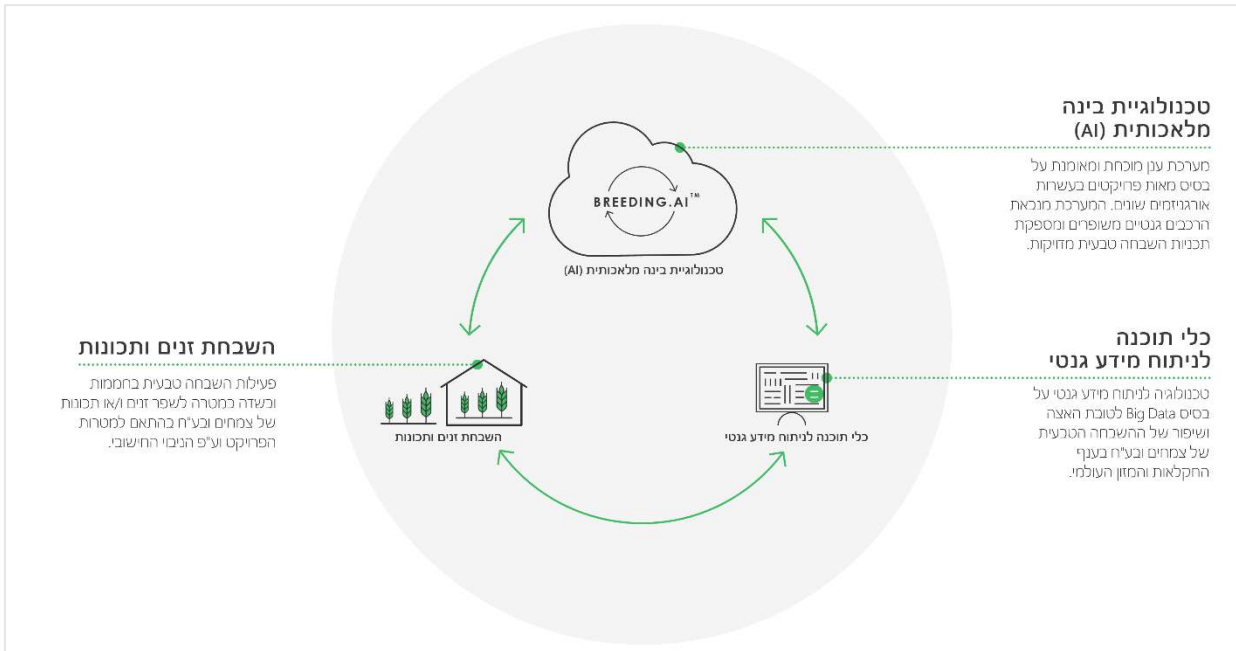 טכנולוגיית בינה
מלאכותית (AI)
מערכת ענן מוכחת ומאומנת על
בסיס מאות פרויקטים בעשרות
אורגניזמים שונים. המערכת מנבאת
הרכבים גנטיים משופרים ומספקת
תכניות השבחה טבעית מדויקות.
BREEDING.AI™
טכנולוגיית בינה מלאכותית (AI)
כלי תוכנה
לניתוח מידע גנטי
טכנולוגיה לניתוח מידע גנטי על
בסיס Big Data לטובת האצה
ושיפור של ההשבחה הטבעית
של צמחים ובע"ח בענף
החקלאות והמזון העולמי.
כלי תוכנה לניתוח מידע גנטי
השבחת זנים ותכונות
השבחת זנים ותכונות
פעילות השבחה טבעית בחממות
ובשדה במטרה לשפר זנים ו/או תכונות
של צמחים ובע"ח בהתאם למטרות
הפרויקט וע"פ הניבוי החישובי.